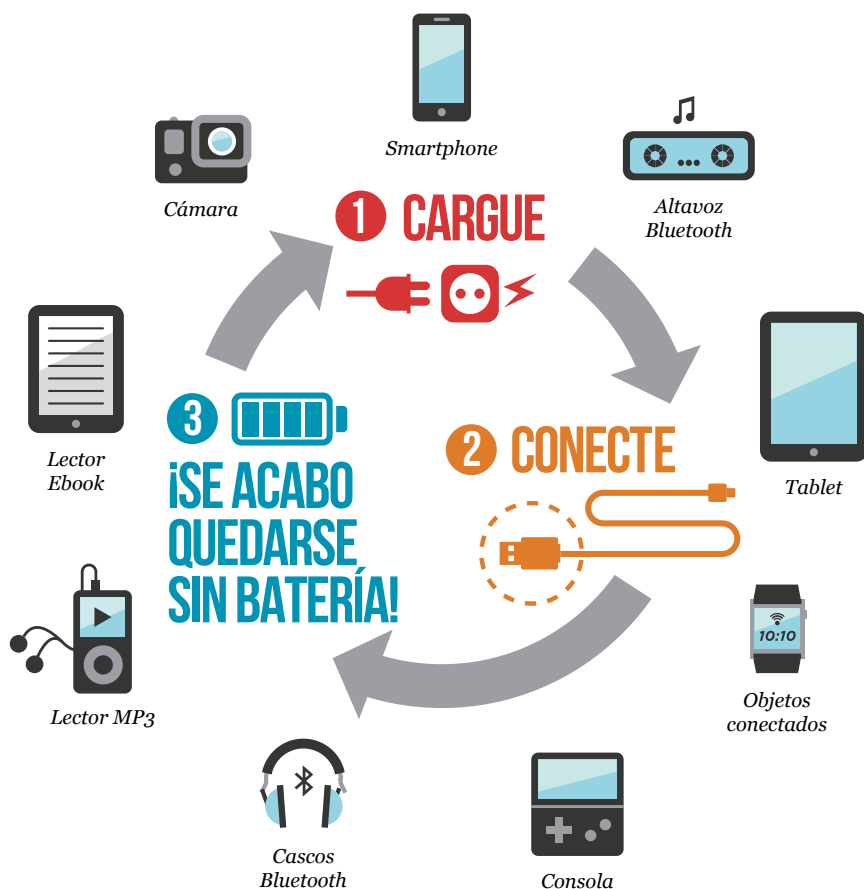 Smartphone
Cámara
Altavoz
Bluetooth
1 CARGUE
Lector
Ebook
3
¡SE ACABO
QUEDARSE
SIN BATERÍA!
2 CONECTE
Tablet
10:10
Objetos
conectados
Lector MP3
Cascos
Bluetooth
Consola